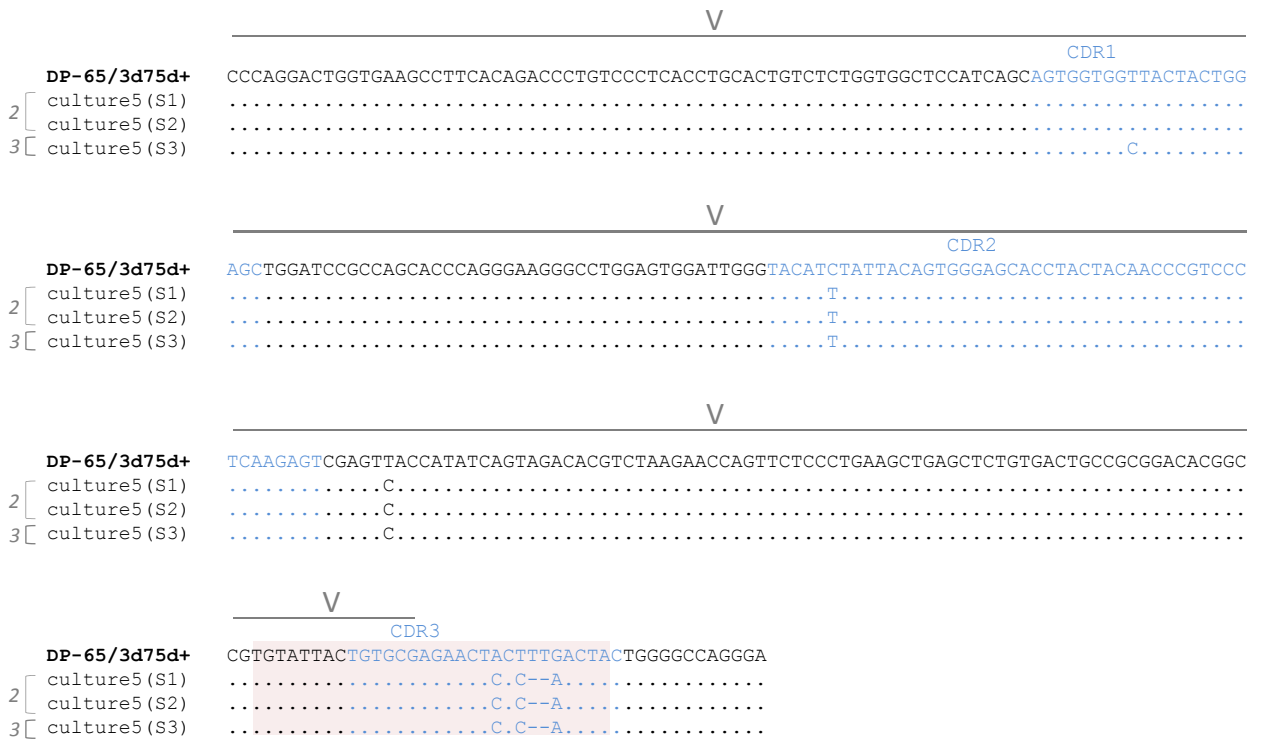 V
CDR1
DP-65/3d75d+ CCCAGGACTGGTGAAGCCTTCACAGACCCTGTCCCTCACCTGCACTGTCTCTGGTGGCTCCATCAGCAGTGGTGGTTACTACTGG
2 culture5(S1) .....................................................................................
culture5(S2) .....................................................................................
3 culture5(S3) ...........................................................................C.........
V
CDR2
DP-65/3d75d+ AGCTGGATCCGCCAGCACCCAGGGAAGGGCCTGGAGTGGATTGGGTACATCTATTACAGTGGGAGCACCTACTACAACCCGTCCC
2 culture5(S1) ..................................................T..................................
culture5(S2) ..................................................T..................................
3 culture5(S3) ..................................................T..................................
V
DP-65/3d75d+ TCAAGAGTCGAGTTACCATATCAGTAGACACGTCTAAGAACCAGTTCTCCCTGAAGCTGAGCTCTGTGACTGCCGCGGACACGGC
2 culture5(S1) .............C.......................................................................
culture5(S2) .............C.......................................................................
3 culture5(S3) .............C.......................................................................
V
CDR3
DP-65/3d75d+ CGTGTATTACTGTGCGAGAACTACTTTGACTACTGGGGCCAGGGA
2 culture5(S1) ......................C.C--A.................
culture5(S2) ......................C.C--A.................
3 culture5(S3) ......................C.C--A.................